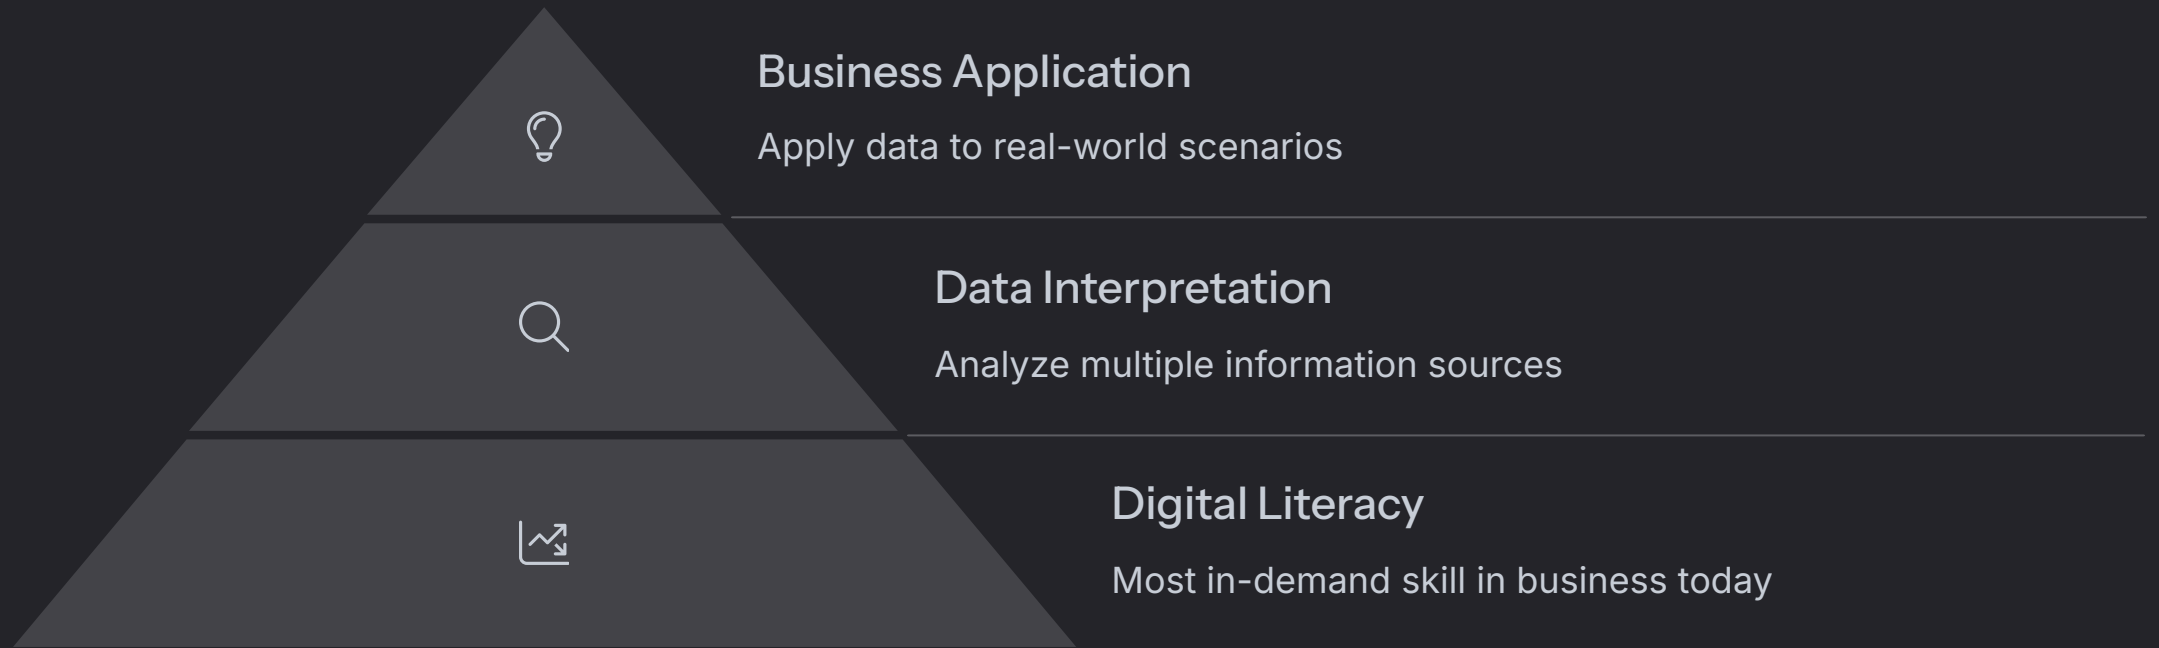 Business Application
Apply data to real-world scenarios
Data Interpretation
Analyze multiple information sources
Digital Literacy
Most in-demand skill in business today